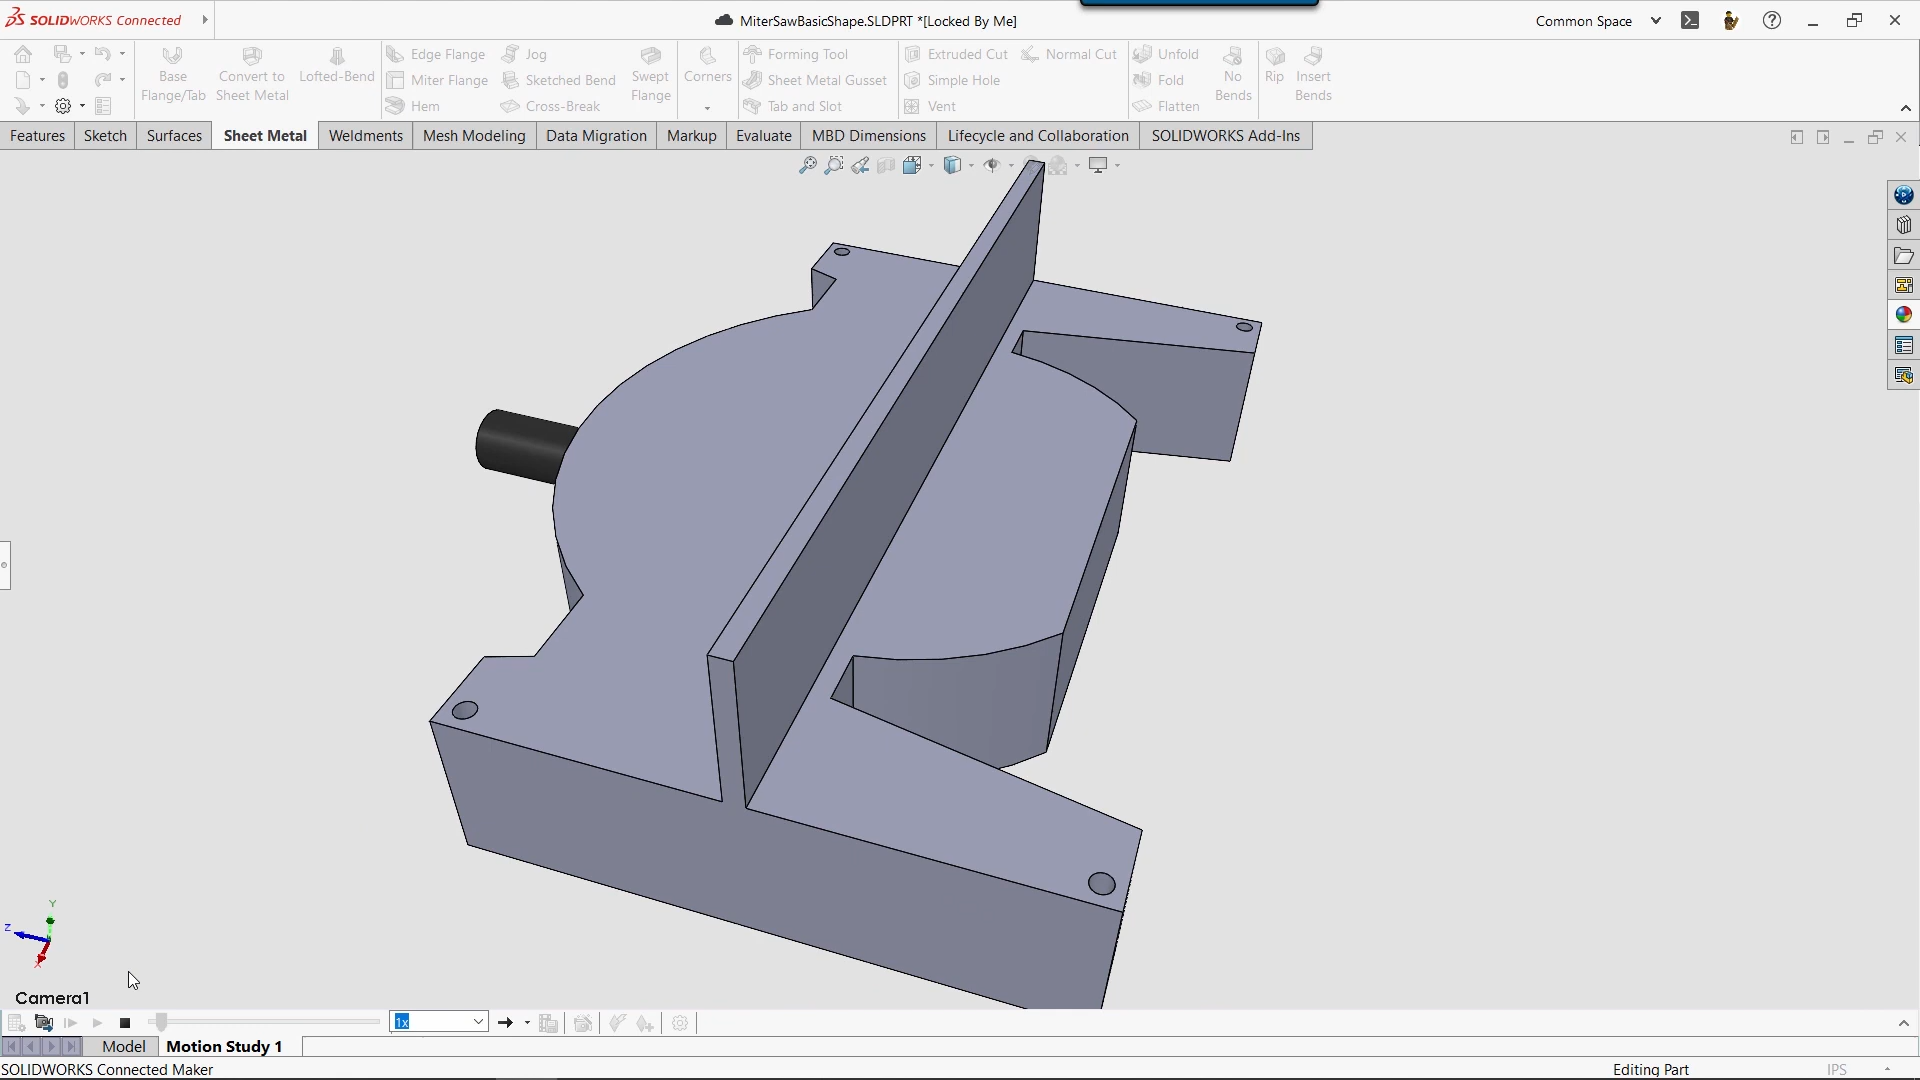 SOLIDWORKS Connected
MiterSawBasicShape.SLDPRT *[Locked By Me]
Common Space
Base Flange/Tab
Convert to Sheet Metal
Lofted-Bend
Edge Flange
Miter Flange
Hem
Jog
Sketched Bend
Cross-Break
Swept Flange
Corners
Forming Tool
Sheet Metal Gusset
Tab and Slot
Extruded Cut
Simple Hole
Vent
Normal Cut
Unfold
Fold
Flatten
No Bends
Rip
Insert Bends
Features
Sketch
Surfaces
Sheet Metal
Weldments
Mesh Modeling
Data Migration
Markup
Evaluate
MBD Dimensions
Lifecycle and Collaboration
SOLIDWORKS Add-Ins
Y
Z
X
Camera1
1x
Model
Motion Study 1
SOLIDWORKS Connected Maker
Editing Part
IPS